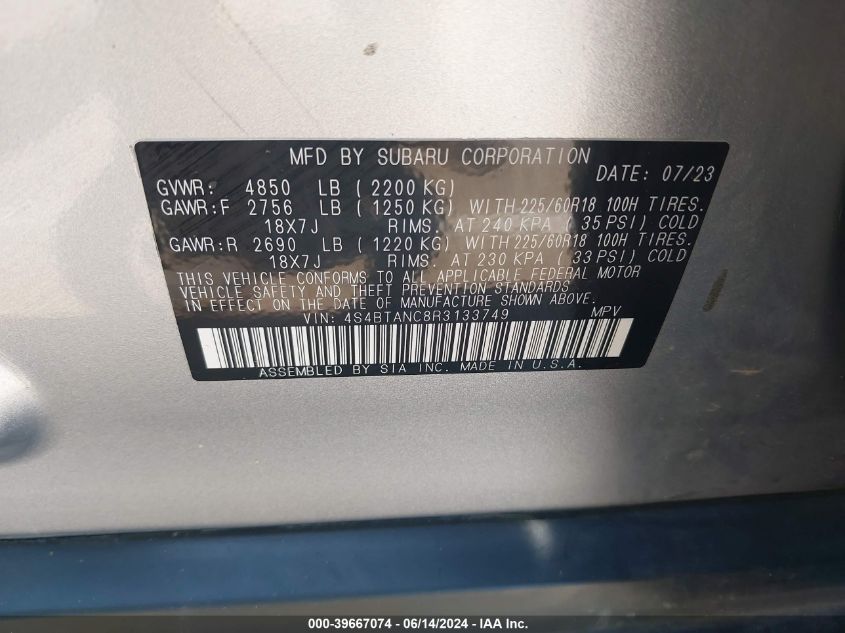 MFD BY SUBARU CORPORATION
DATE: 07/23
GVWR: 4850 LB (2200 KG)
GAWR:F 2756 LB (1250 KG) WITH 225/60R18 100H TIRES.
18X7J RIMS. AT 240 KPA 35 PSI) COLD
GAWR:R 2690 LB (1220 KG) WITH 225/60R18 100H TIRES.
18X7J RIMS. AT 230 KPA 33 PSI) COLD
THIS VEHICLE CONFORMS TO ALL APPLICABLE FEDERAL MOTOR
VEHICLE SAFETY AND THEFT PREVENTION STANDARDS
IN EFFECT ON THE DATE OF MANUFACTURE SHOWN ABOVE.
VIN: 4S4BTANC8R3133749 MPV
ASSEMBLED BY SIA INC. MADE IN U.S.A.
000-39667074 / 06/14/2024 - IAA Inc.